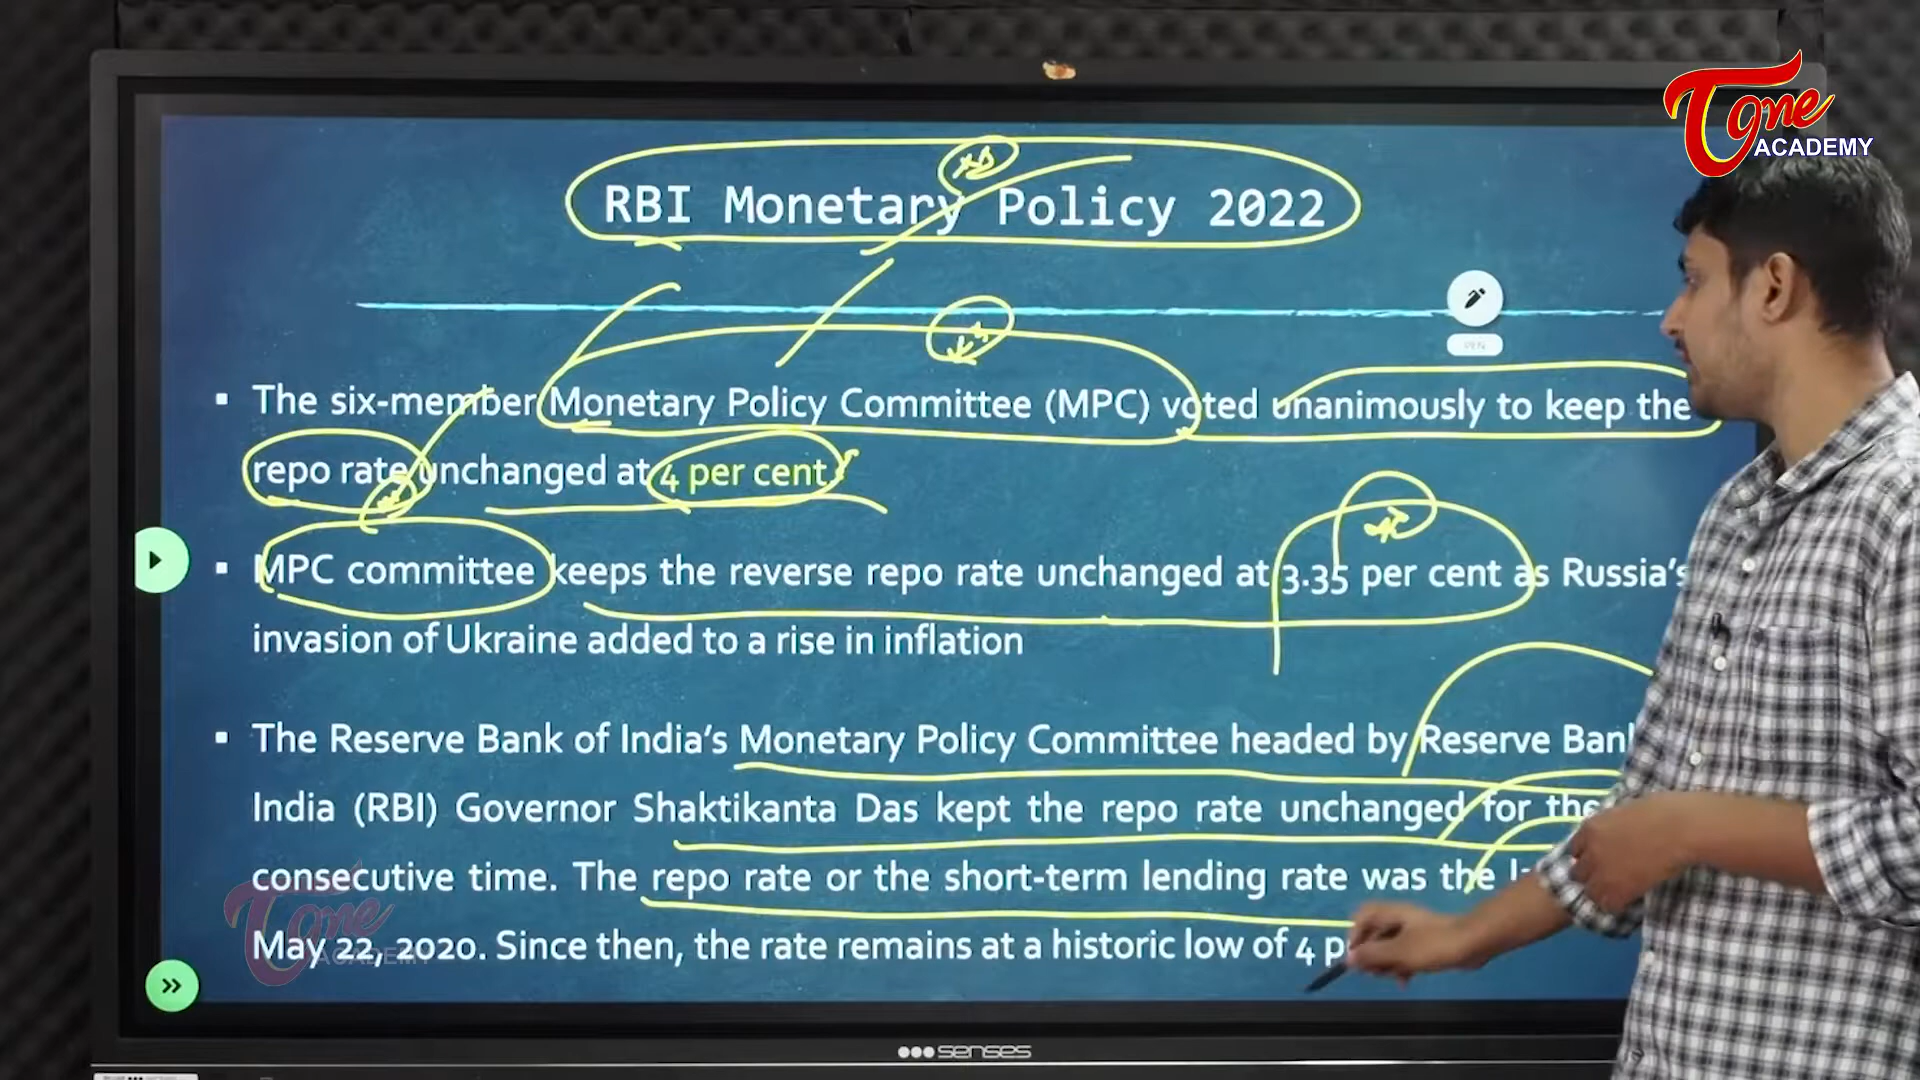 Tone
ACADEMY
RBI Monetary Policy 2022
PEN
▪ The six-member Monetary Policy Committee (MPC) voted unanimously to keep the
repo rate unchanged at 4 per cent.
▪ MPC committee keeps the reverse repo rate unchanged at 3.35 per cent as Russia's
invasion of Ukraine added to a rise in inflation
▪ The Reserve Bank of India's Monetary Policy Committee headed by Reserve Bank
India (RBI) Governor Shaktikanta Das kept the repo rate unchanged for the
consecutive time. The repo rate or the short-term lending rate was the
May 22, 2020. Since then, the rate remains at a historic low of 4
Tone
ACADEMY
senses